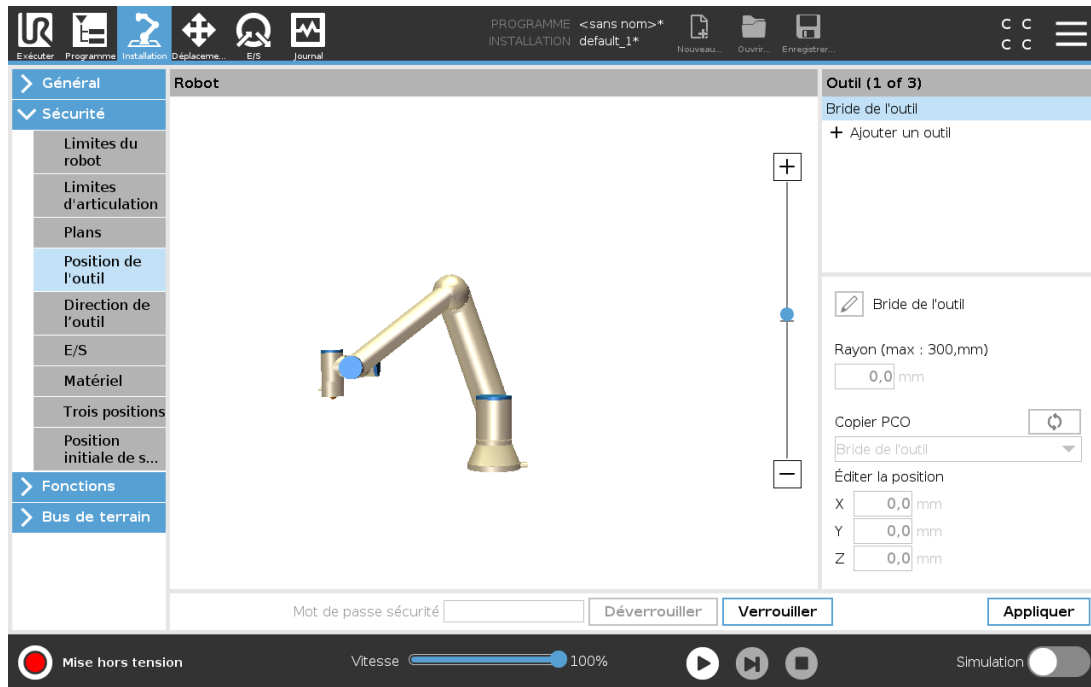 UR
PROGRAMME <sans nom>*
INSTALLATION default_1*
Exécuter Programme Installation Déplaceme... E/S Journal
Nouveau... Ouvrir... Enregistrer...
C C
C C
Général
Sécurité
Limites du
robot
Limites
d'articulation
Plans
Position de
l'outil
Direction de
l’outil
E/S
Matériel
Trois positions
Position
initiale de s...
Fonctions
Bus de terrain
Robot
Outil (1 of 3)
Bride de l'outil
+ Ajouter un outil
Bride de l'outil
Rayon (max : 300,mm)
0,0 mm
Copier PCO
Bride de l'outil
Éditer la position
X 0,0 mm
Y 0,0 mm
Z 0,0 mm
Mot de passe sécurité Déverrouiller Verrouiller Appliquer
Mise hors tension Vitesse 100% Simulation